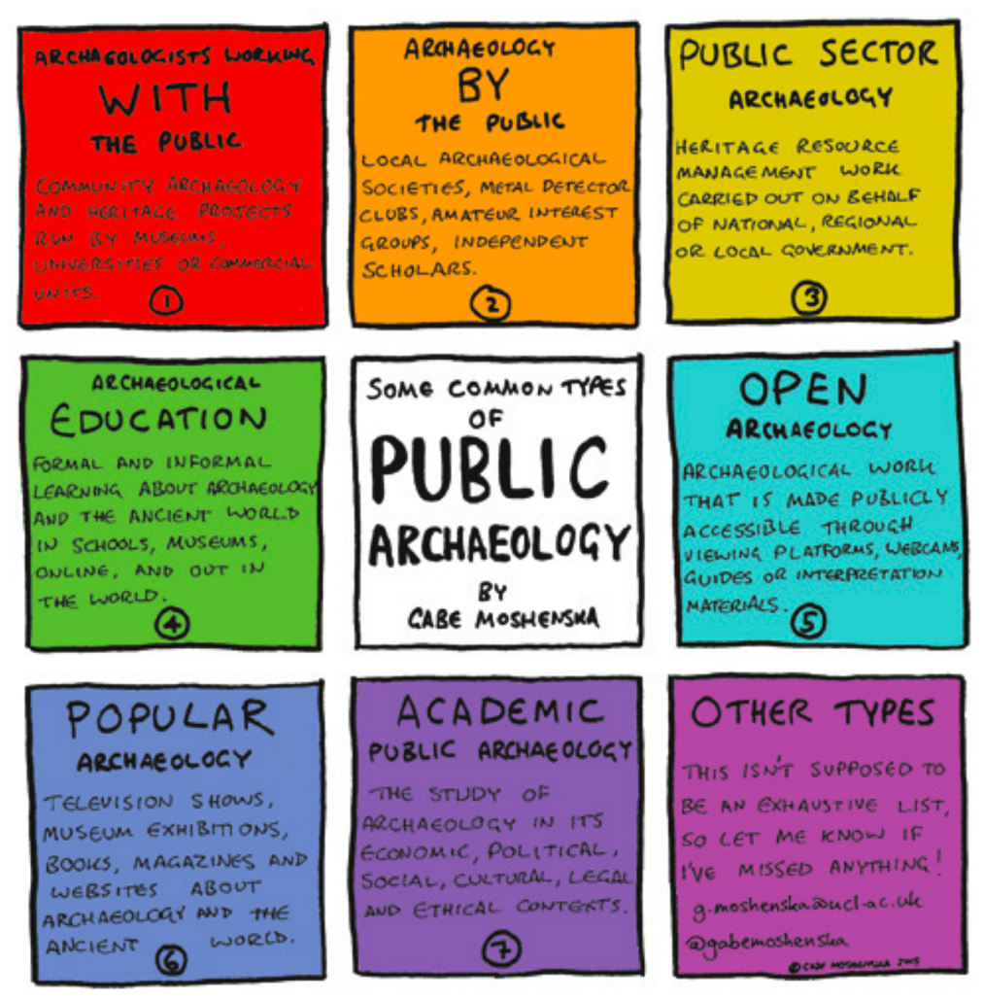 ARCHAEOLOGISTS WORKING
WITH
THE PUBLIC
COMMUNITY ARCHAEOLOGY
AND HERITAGE PROJECTS
RUN BY MUSEUMS,
UNIVERSITIES OR COMMERCIAL
UNITS.
1
ARCHAEOLOGY
BY
THE PUBLIC
LOCAL ARCHAEOLOGICAL
SOCIETIES, METAL DETECTOR
CLUBS, AMATEUR INTEREST
GROUPS, INDEPENDENT
SCHOLARS.
2
PUBLIC SECTOR
ARCHAEOLOGY
HERITAGE RESOURCE
MANAGEMENT WORK
CARRIED OUT ON BEHALF
OF NATIONAL, REGIONAL
OR LOCAL GOVERNMENT.
3
ARCHAEOLOGICAL
EDUCATION
FORMAL AND INFORMAL
LEARNING ABOUT ARCHAEOLOGY
AND THE ANCIENT WORLD
IN SCHOOLS, MUSEUMS,
ONLINE, AND OUT IN
THE WORLD.
4
SOME COMMON TYPES
OF
PUBLIC
ARCHAEOLOGY
BY
GABE MOSHENSKA
OPEN
ARCHAEOLOGY
ARCHAEOLOGICAL WORK
THAT IS MADE PUBLICLY
ACCESSIBLE THROUGH
VIEWING PLATFORMS, WEBCAMS,
GUIDES OR INTERPRETATION
MATERIALS.
5
POPULAR
ARCHAEOLOGY
TELEVISION SHOWS,
MUSEUM EXHIBITIONS,
BOOKS, MAGAZINES AND
WEBSITES ABOUT
ARCHAEOLOGY AND THE
ANCIENT WORLD.
6
ACADEMIC
PUBLIC ARCHAEOLOGY
THE STUDY OF
ARCHAEOLOGY IN ITS
ECONOMIC, POLITICAL,
SOCIAL, CULTURAL, LEGAL
AND ETHICAL CONTEXTS.
7
OTHER TYPES
THIS ISN'T SUPPOSED TO
BE AN EXHAUSTIVE LIST,
SO LET ME KNOW IF
I'VE MISSED ANYTHING!
g.moshenska@ucl.ac.uk
@gabemoshenska
© GABE MOSHENSKA 2015